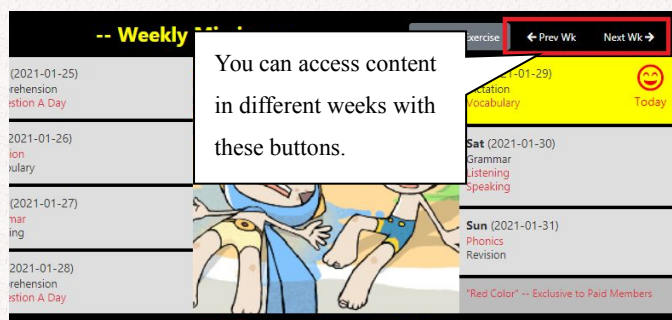 -- Weekly
xercise
← Prev Wk
Next Wk →
You can access content
in different weeks with
these buttons.
(2021-01-25)
rehension
estion A Day
2021-01-26)
ion
bulary
(2021-01-27)
mar
ing
2021-01-28)
rehension
estion A Day
-01-29)
ctation
Vocabulary
Today
Sat (2021-01-30)
Grammar
Listening
Speaking
Sun (2021-01-31)
Phonics
Revision
"Red Color" -- Exclusive to Paid Members